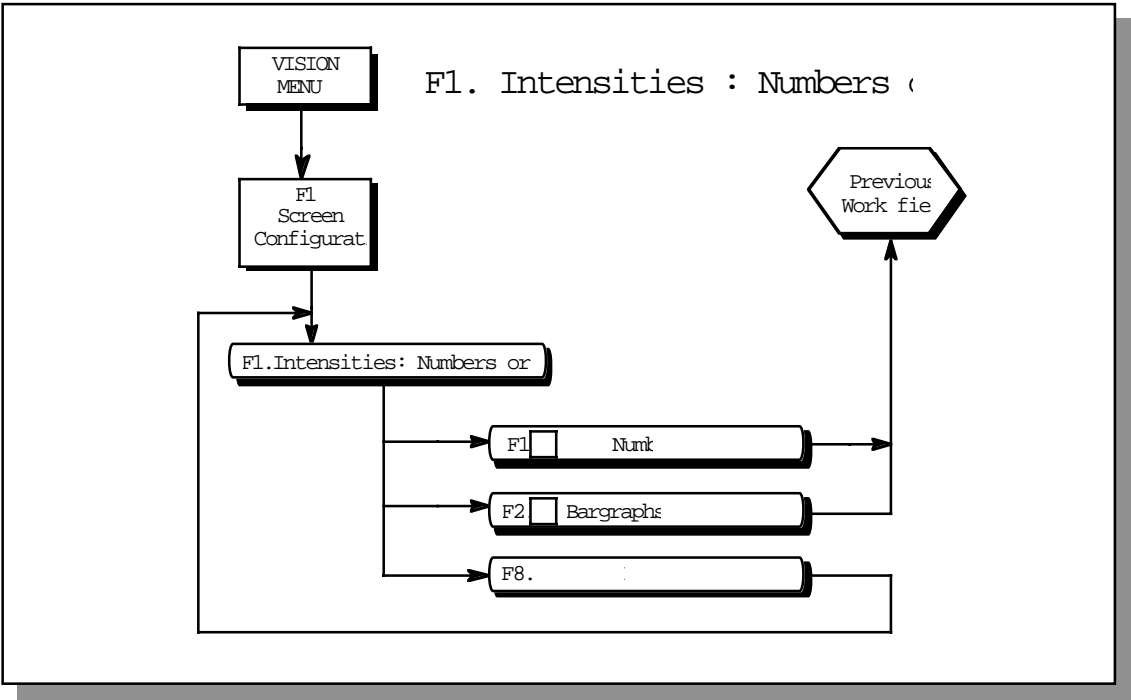 VISION
MENU
F1. Intensities : Numbers
F1
Screen
Configurat
Previous
Work fie
F1.Intensities: Numbers or
F1
Numb
F2
Bargraphs
F8.